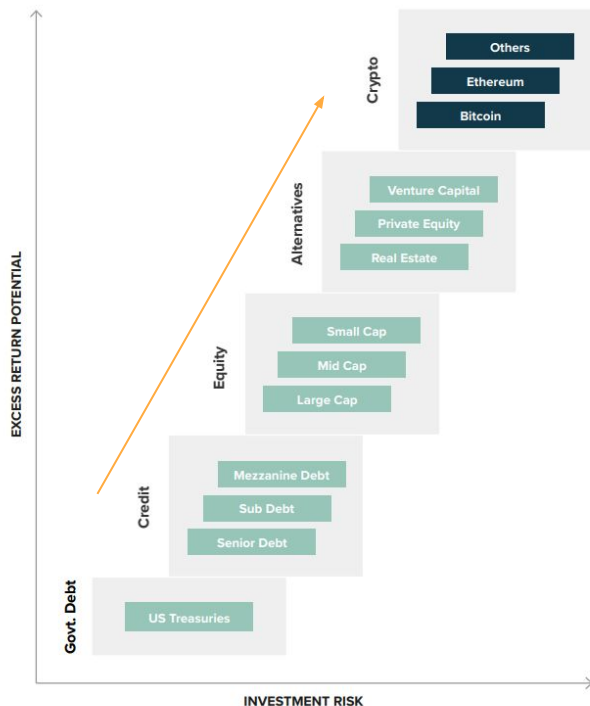 Crypto
Others
Ethereum
Bitcoin
Alternatives
Venture Capital
Private Equity
Real Estate
Equity
Small Cap
Mid Cap
Large Cap
Credit
Mezzanine Debt
Sub Debt
Senior Debt
Govt. Debt
US Treasuries
EXCESS RETURN POTENTIAL
INVESTMENT RISK